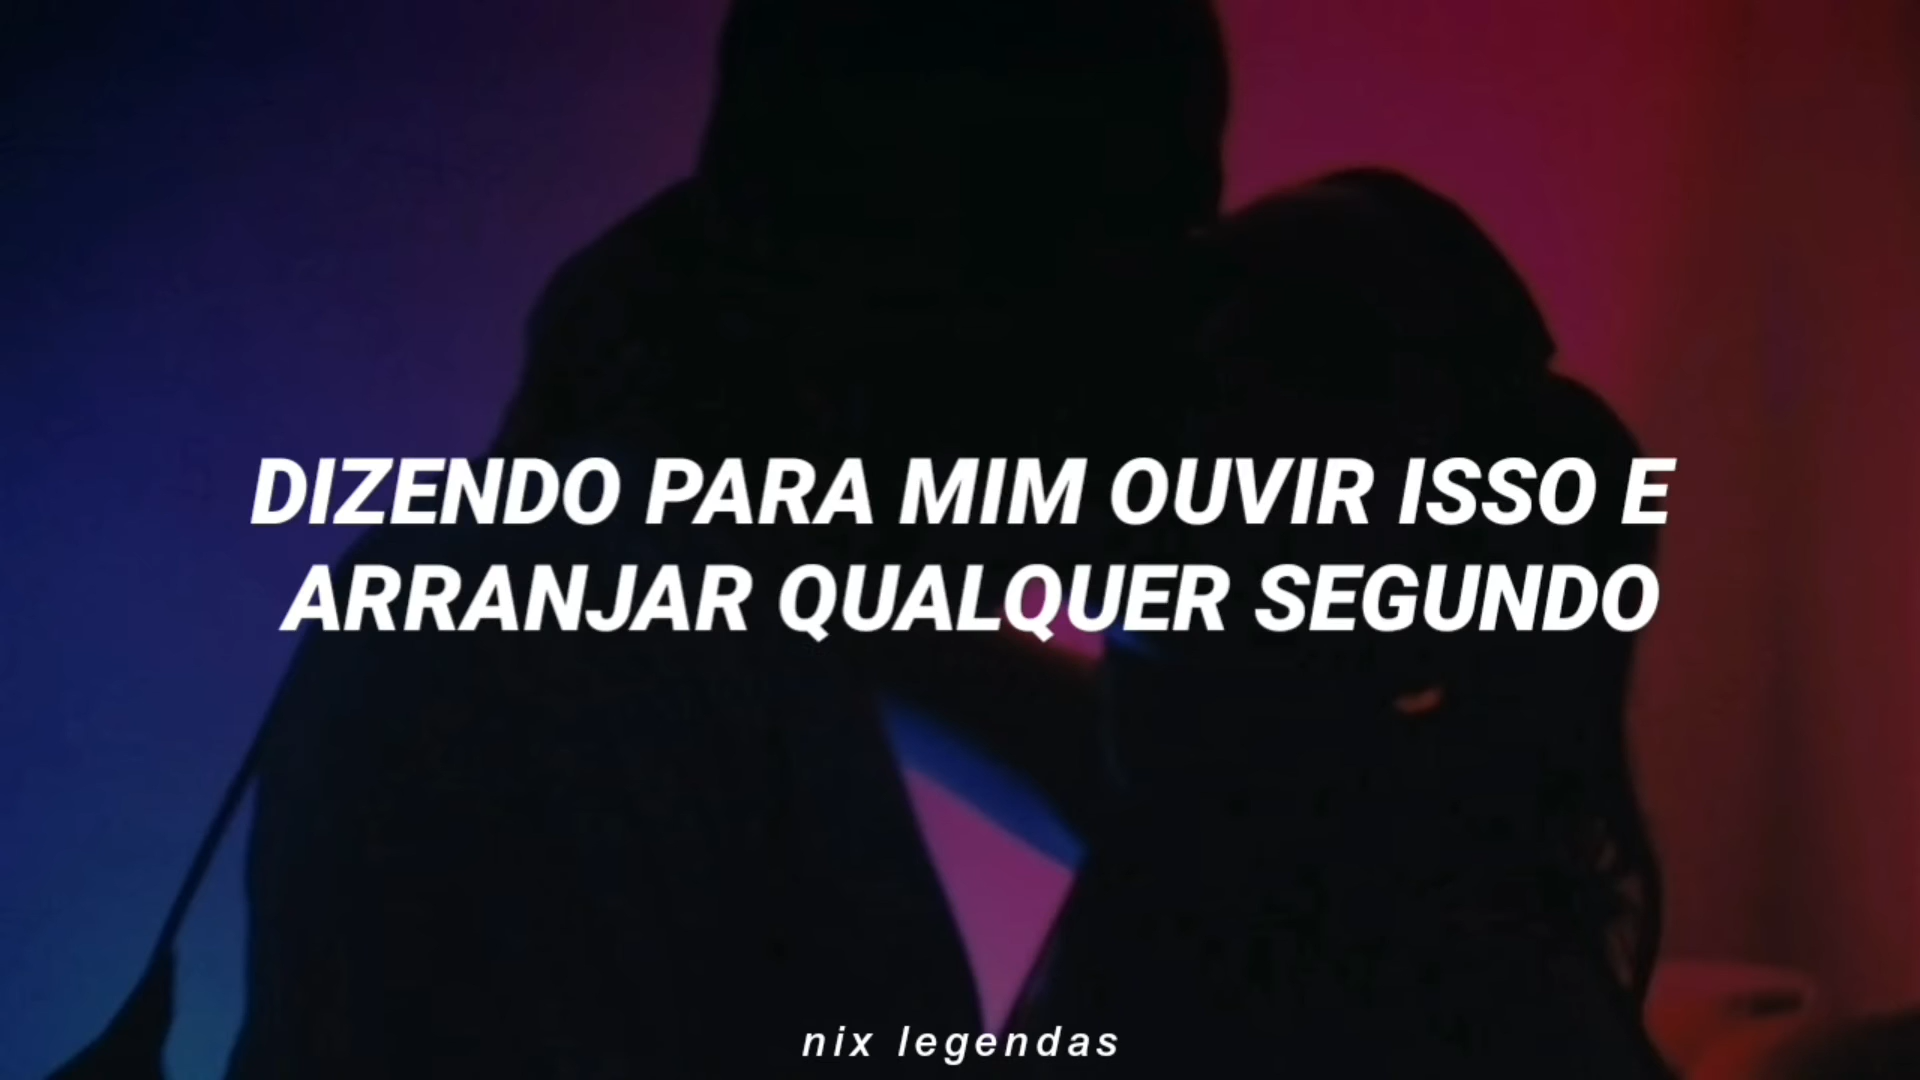 DIZENDO PARA MIM OUVIR ISSO E
ARRANJAR QUALQUER SEGUNDO
nix legendas